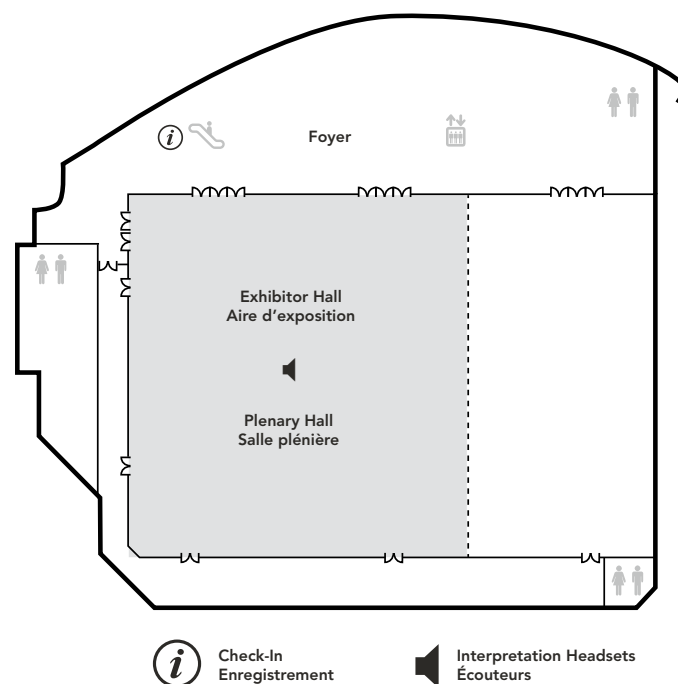 Foyer
Exhibitor Hall
Aire d’exposition
Plenary Hall
Salle plénière
Check-In
Enregistrement
Interpretation Headsets
Écouteurs